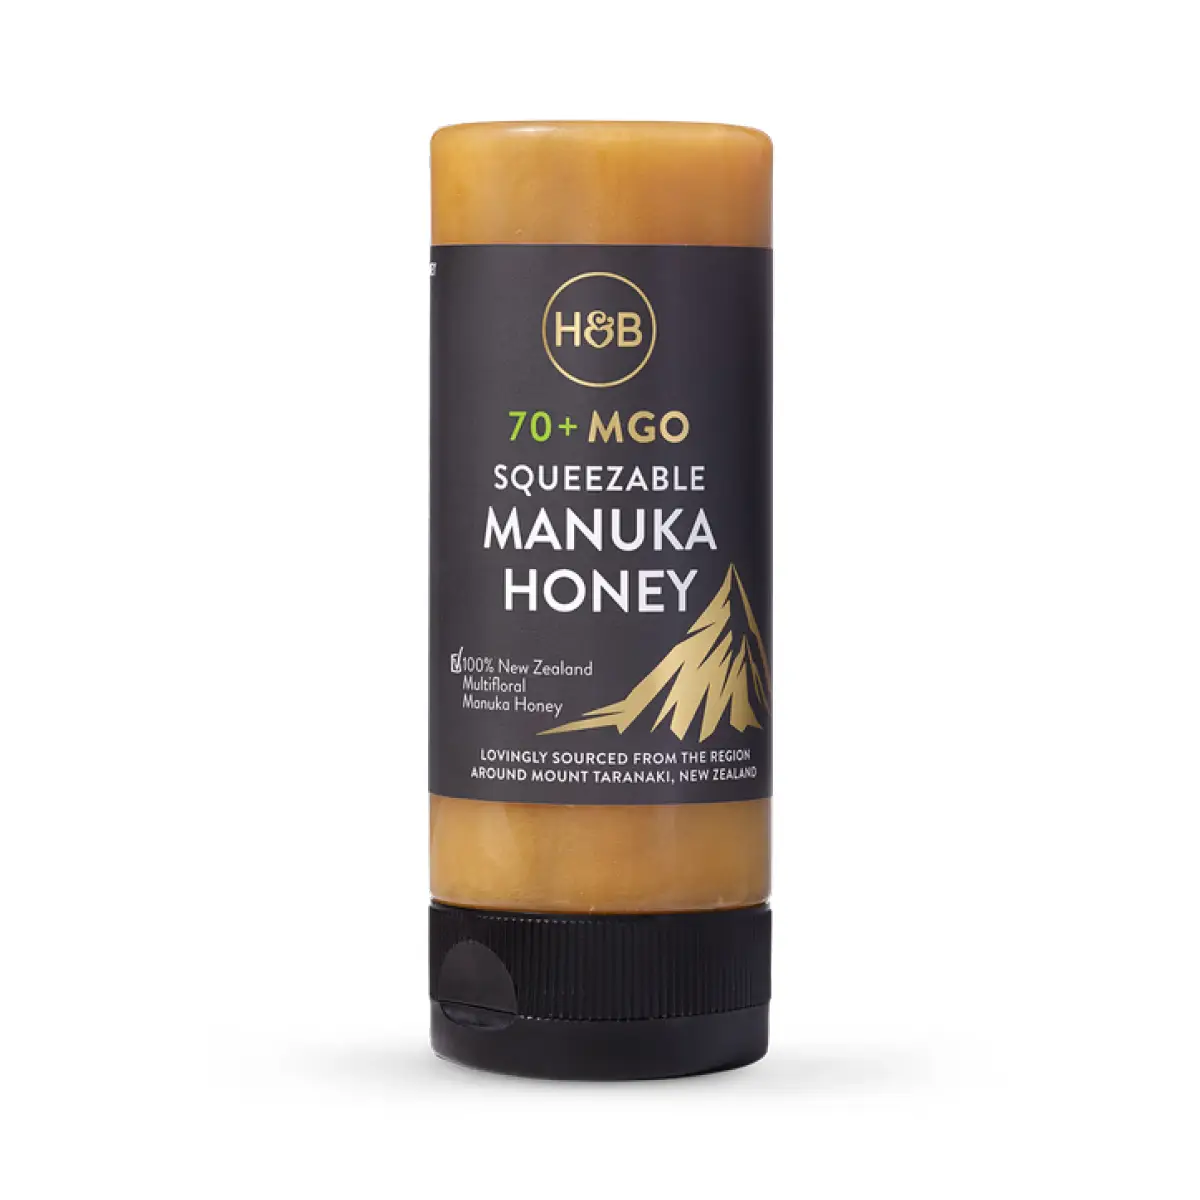 H&B
70+ MGO
SQUEEZABLE
MANUKA
HONEY
100% New Zealand
Multifloral
Manuka Honey
LOVINGLY SOURCED FROM THE REGION
AROUND MOUNT TARANAKI, NEW ZEALAND